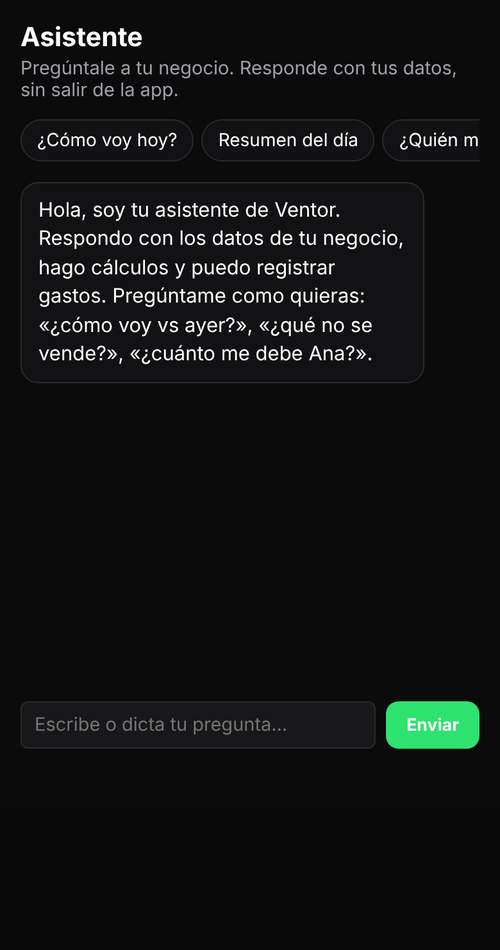 Asistente
Pregúntale a tu negocio. Responde con tus datos,
sin salir de la app.
¿Cómo voy hoy?
Resumen del día
¿Quién m
Hola, soy tu asistente de Ventor.
Respondo con los datos de tu negocio,
hago cálculos y puedo registrar
gastos. Pregúntame como quieras:
«¿cómo voy vs ayer?», «¿qué no se
vende?», «¿cuánto me debe Ana?».
Escribe o dicta tu pregunta...
Enviar